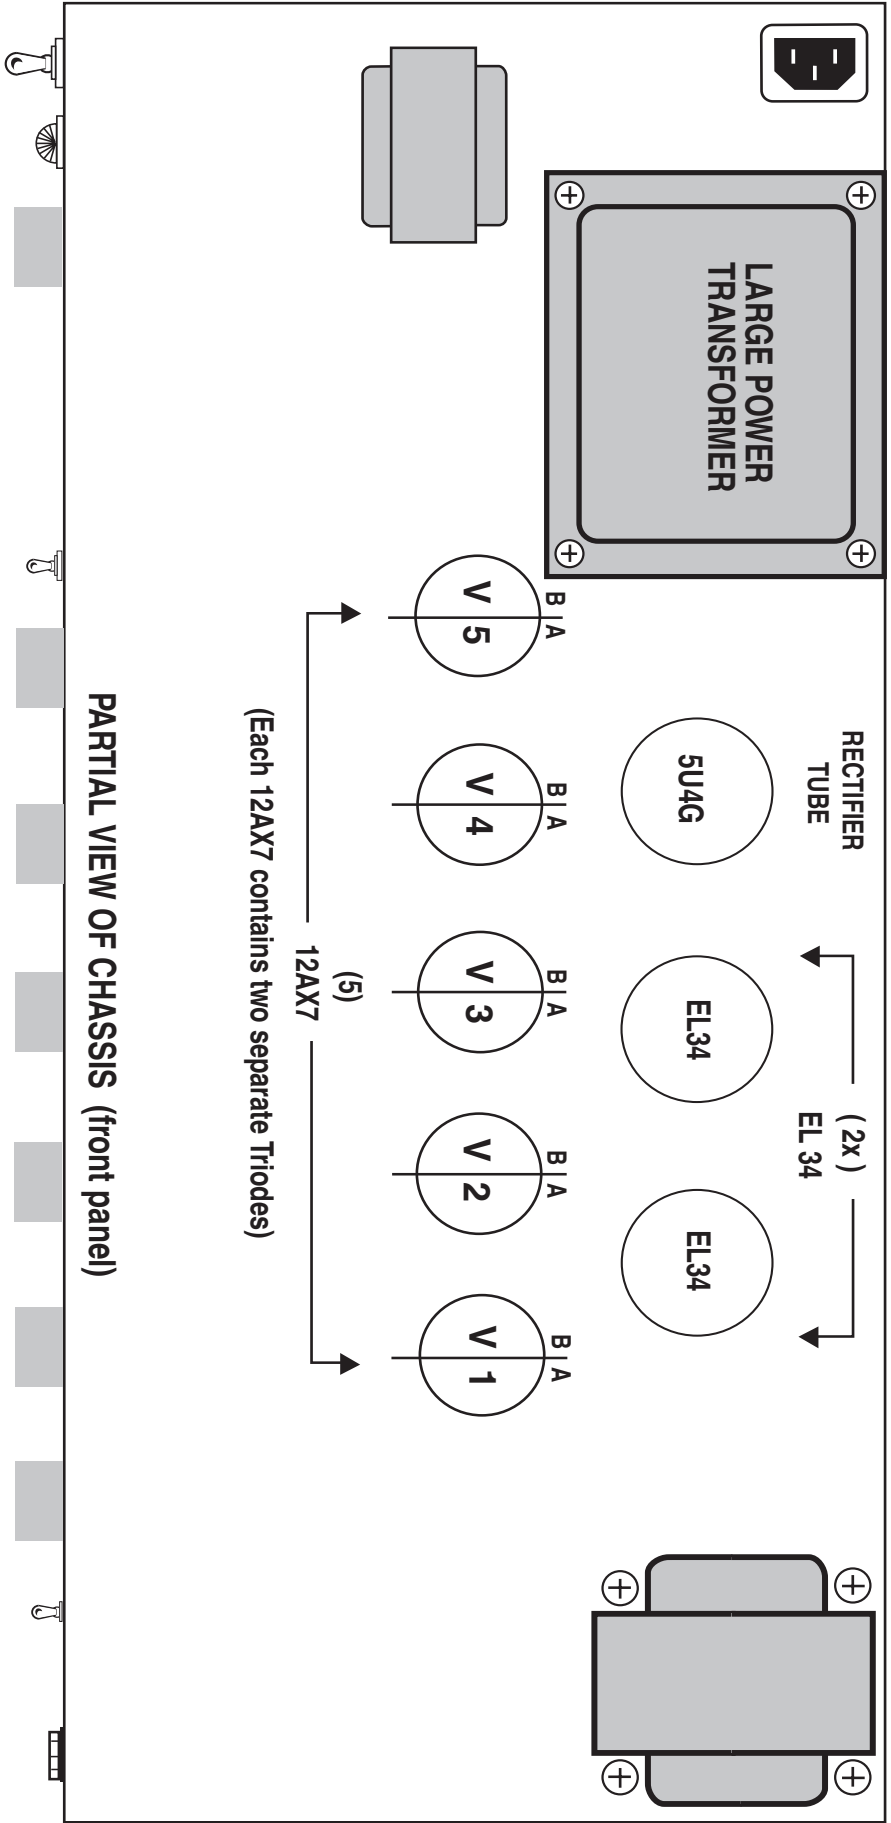 LARGE POWER
TRANSFORMER
RECTIFIER
TUBE
5U4G
( 2x )
EL 34
EL34
EL34
B A
V 5
B A
V 4
B A
V 3
B A
V 2
B A
V 1
(5)
12AX7
(Each 12AX7 contains two separate Triodes)
PARTIAL VIEW OF CHASSIS (front panel)